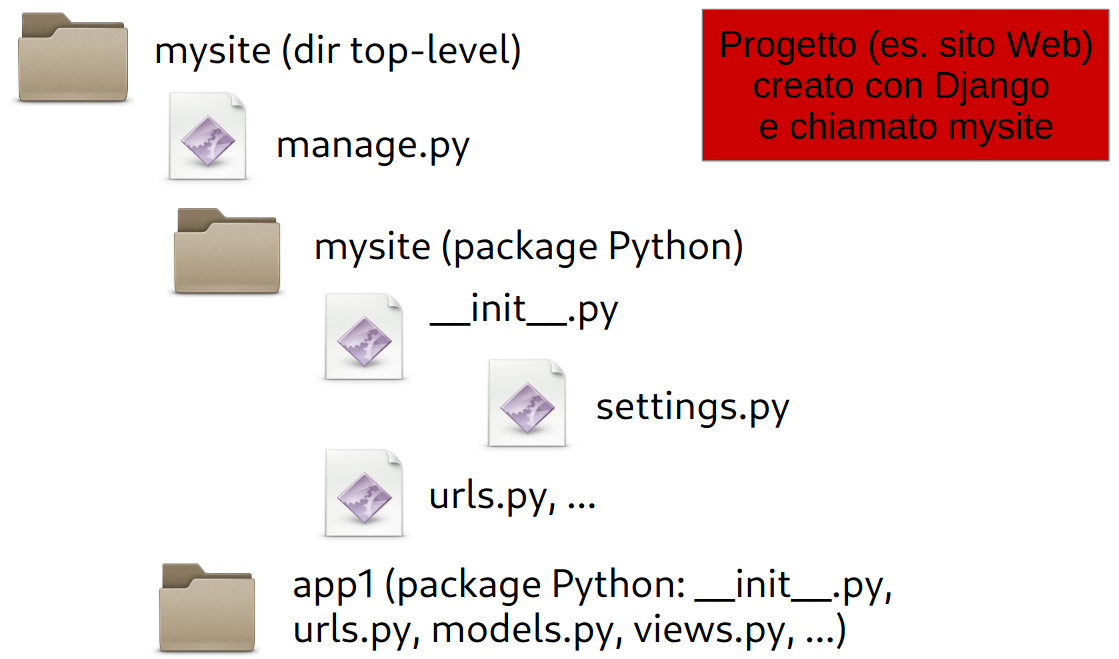 mysite (dir top-level)
Progetto (es. sito Web)
creato con Django
e chiamato mysite
manage.py
mysite (package Python)
__init__.py
settings.py
urls.py, ...
app1 (package Python: __init__.py,
urls.py, models.py, views.py, ...)